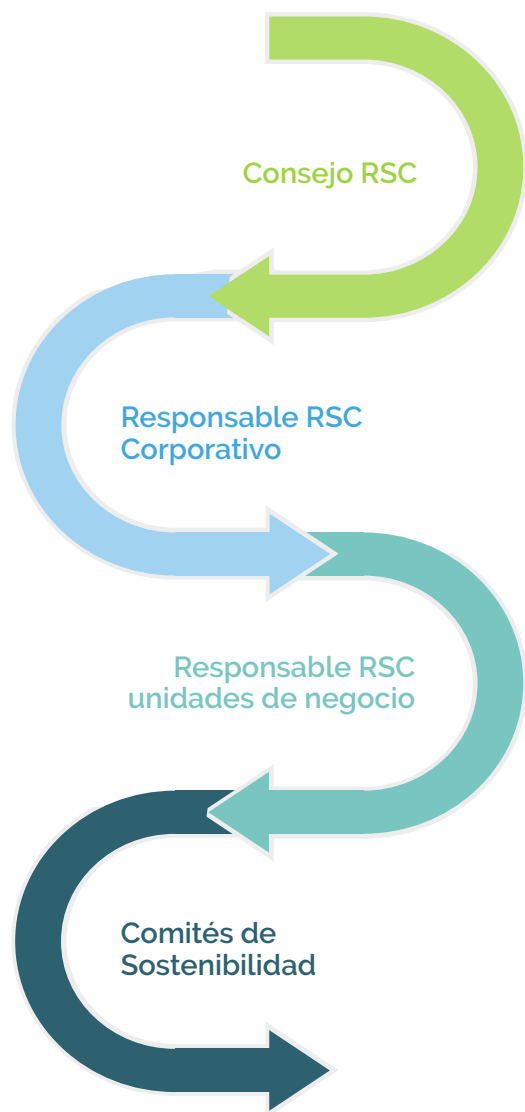 Consejo RSC
Responsable RSC
Corporativo
Responsable RSC
unidades de negocio
Comités de
Sostenibilidad